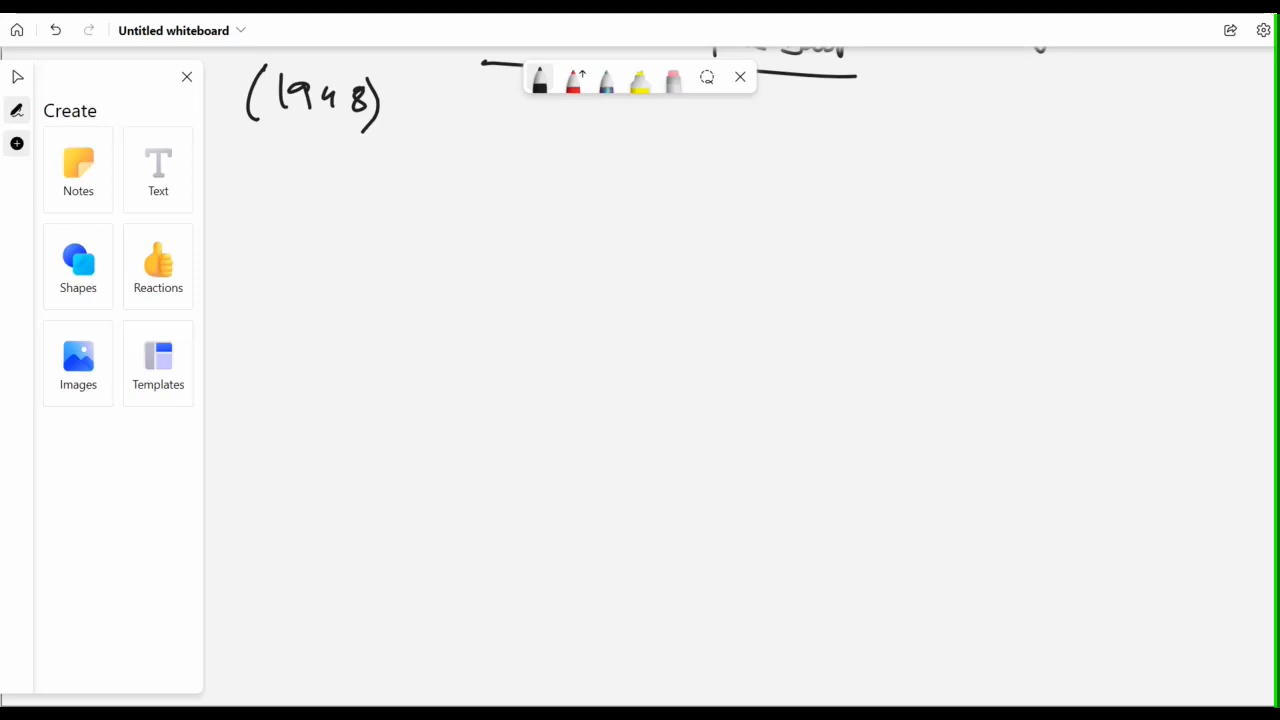 Untitled whiteboard
(1948)
Create
Notes Text
Shapes Reactions
Images Templates